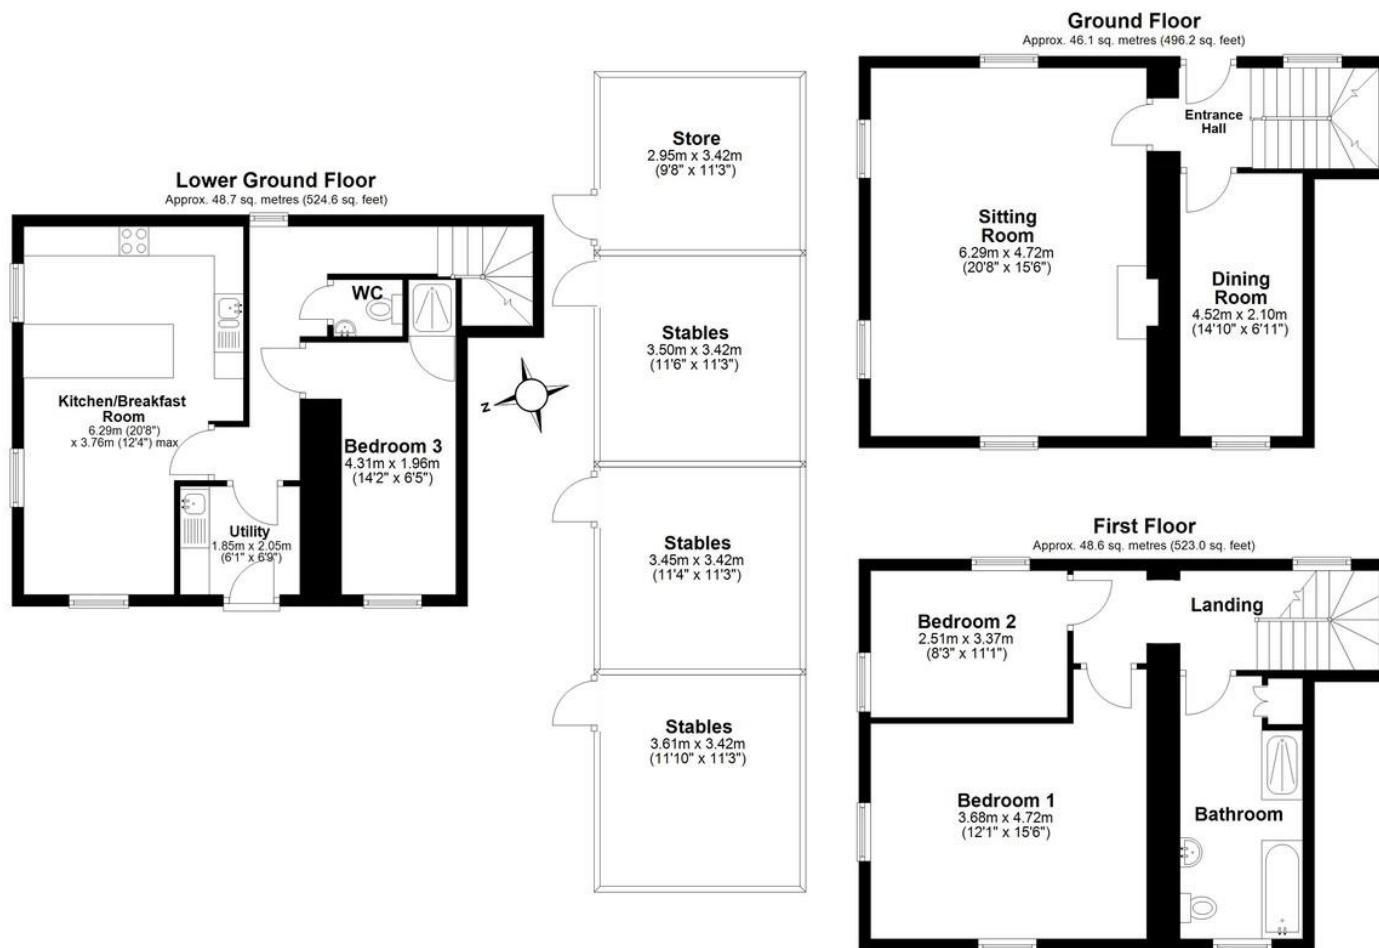 Ground Floor
Approx. 46.1 sq. metres (496.2 sq. feet)
Entrance
Hall
Sitting
Room
6.29m x 4.72m
(20'8" x 15'6")
Dining
Room
4.52m x 2.10m
(14'10" x 6'11")
Store
2.95m x 3.42m
(9'8" x 11'3")
Stables
3.50m x 3.42m
(11'6" x 11'3")
Stables
3.45m x 3.42m
(11'4" x 11'3")
Stables
3.61m x 3.42m
(11'10" x 11'3")
Lower Ground Floor
Approx. 48.7 sq. metres (524.6 sq. feet)
WC
Kitchen/Breakfast
Room
6.29m (20'8")
x 3.76m (12'4") max
Bedroom 3
4.31m x 1.96m
(14'2" x 6'5")
Utility
1.85m x 2.05m
(6'1" x 6'9")
N
First Floor
Approx. 48.6 sq. metres (523.0 sq. feet)
Landing
Bedroom 2
2.51m x 3.37m
(8'3" x 11'1")
Bedroom 1
3.68m x 4.72m
(12'1" x 15'6")
Bathroom